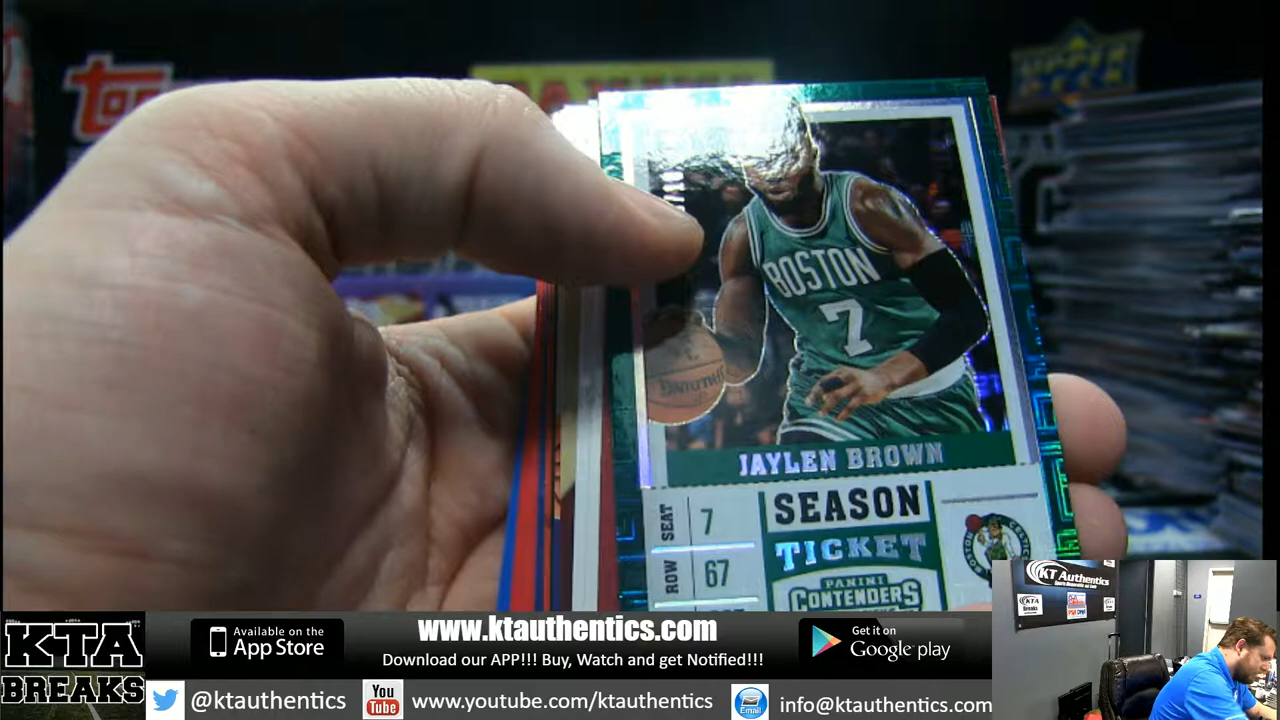 BOSTON
7
JAYLEN BROWN
SEAT 7
ROW 67
SEASON
TICKET
PANINI
CONTENDERS
BOSTON CELTICS
KT Authentics
KTA
BREAKS
Available on the
App Store
www.ktauthentics.com
Download our APP!!! Buy, Watch and get Notified!!!
Get it on
Google play
@ktauthentics
You
Tube
www.youtube.com/ktauthentics
Email
info@ktauthentics.com